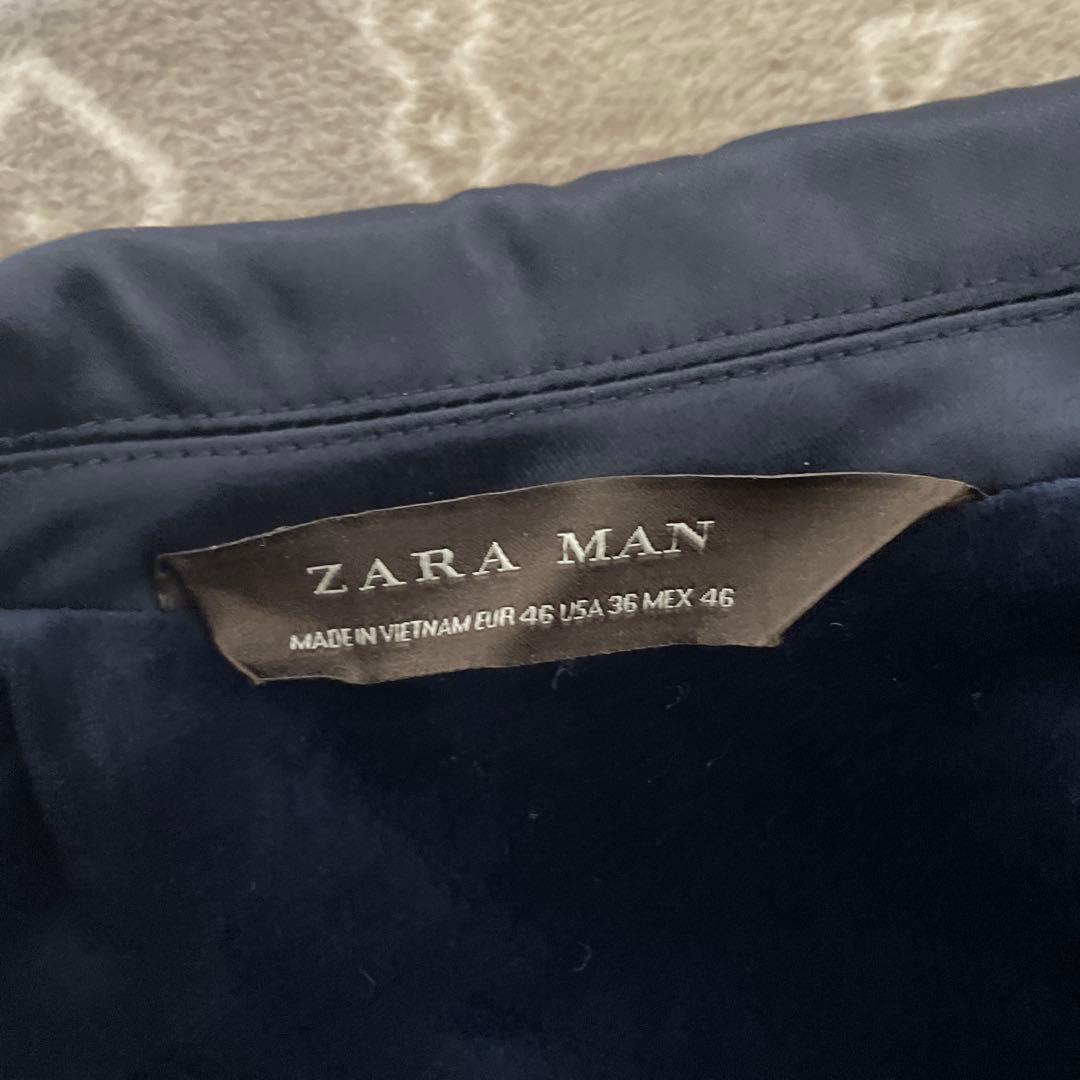 ZARA MAN
MADE IN VIETNAM EUR 46 USA 36 MEX 46